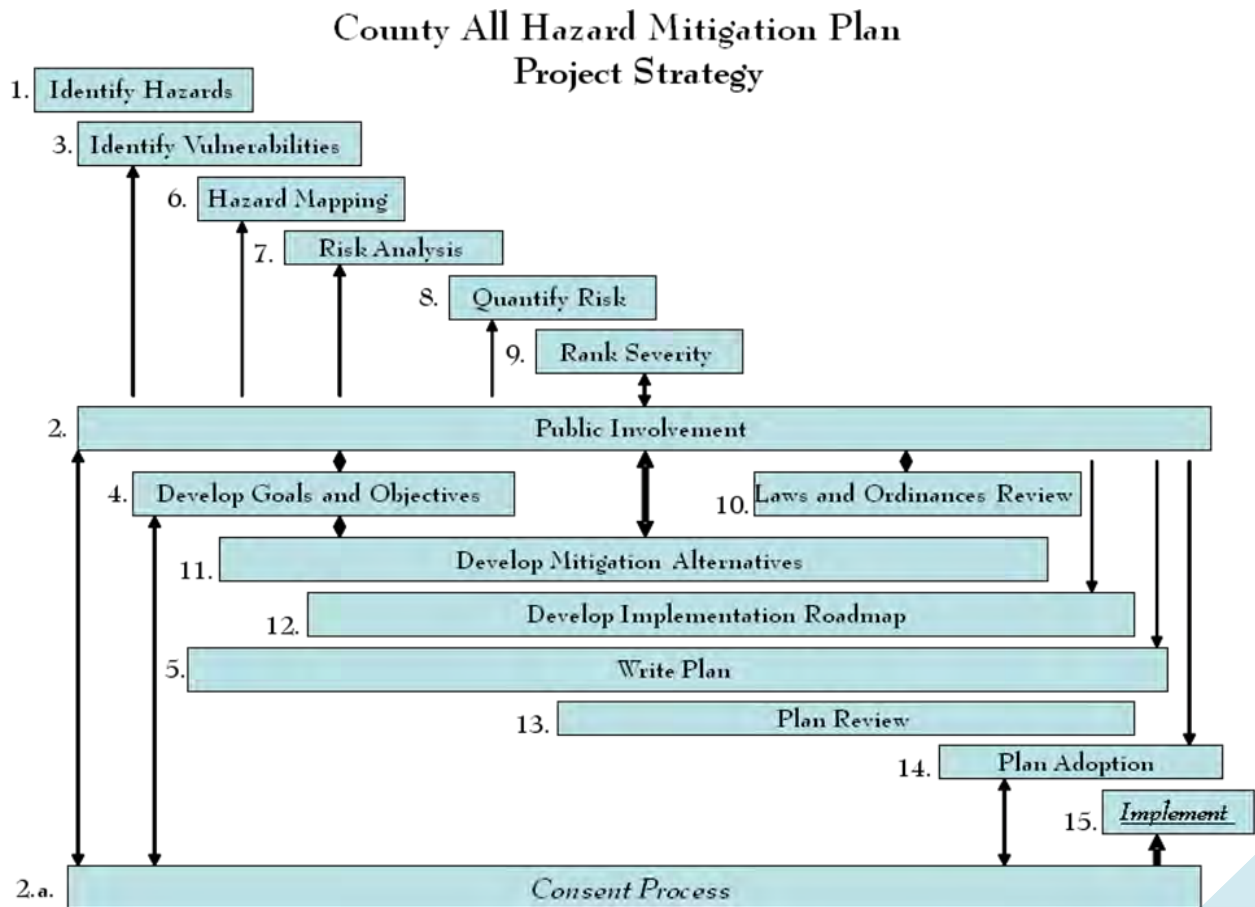 County All Hazard Mitigation Plan
Project Strategy
1. Identify Hazards
3. Identify Vulnerabilities
6. Hazard Mapping
7. Risk Analysis
8. Quantify Risk
9. Rank Severity
2. Public Involvement
4. Develop Goals and Objectives
10. Laws and Ordinances Review
11. Develop Mitigation Alternatives
12. Develop Implementation Roadmap
5. Write Plan
13. Plan Review
14. Plan Adoption
15. Implement
2.a. Consent Process